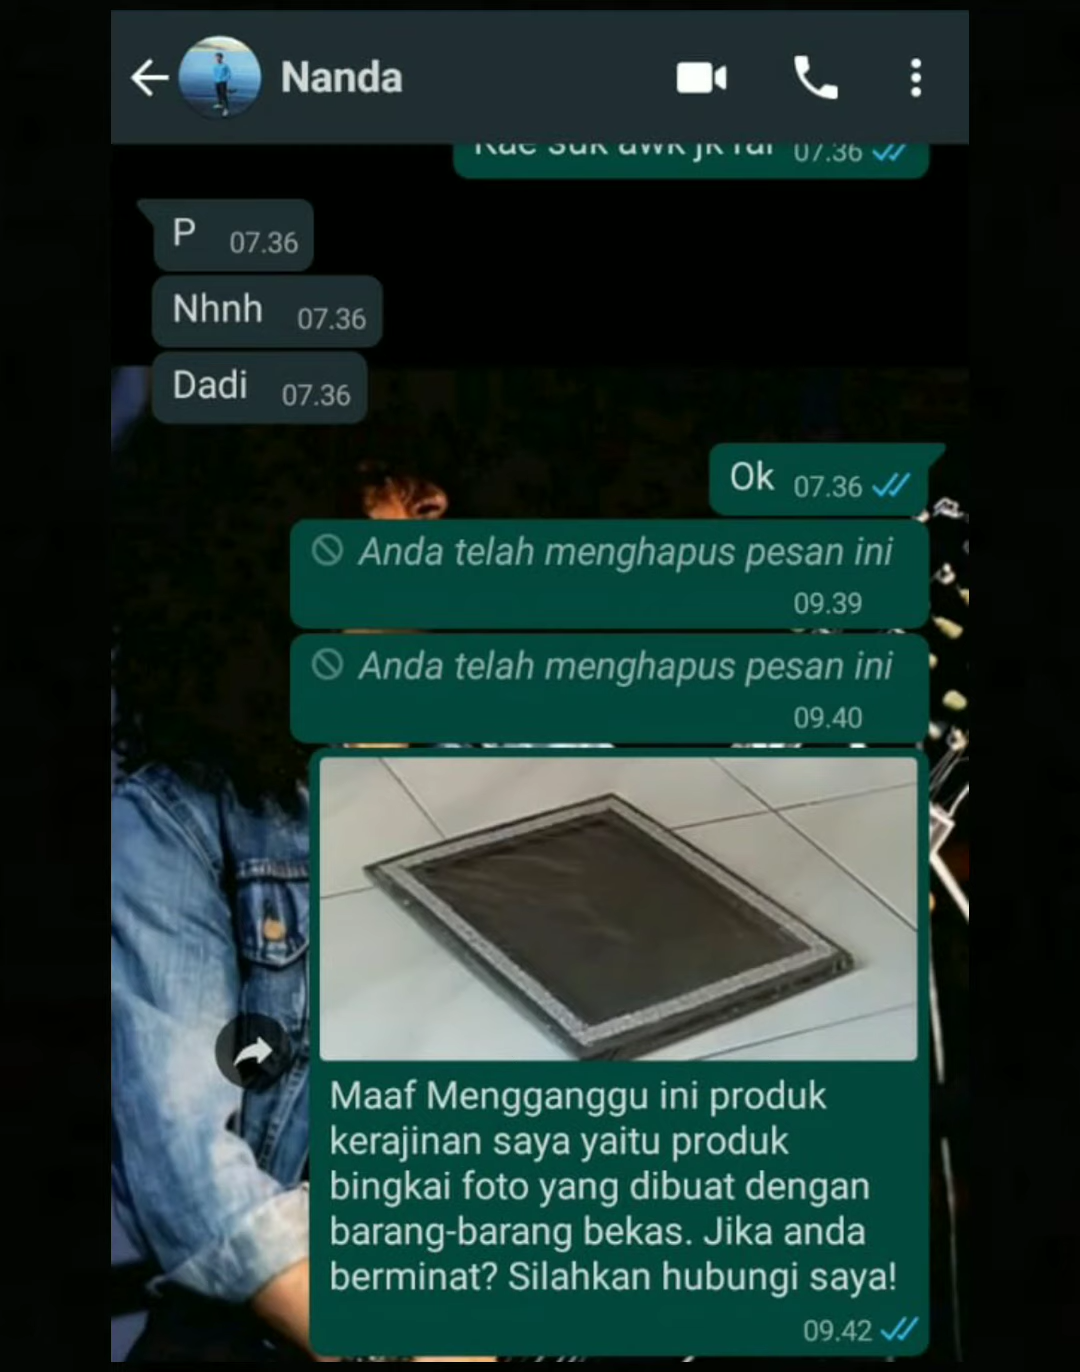 Nanda
07.36
P 07.36
Nhnh 07.36
Dadi 07.36
Ok 07.36
Anda telah menghapus pesan ini
09.39
Anda telah menghapus pesan ini
09.40
Maaf Mengganggu ini produk
kerajinan saya yaitu produk
bingkai foto yang dibuat dengan
barang-barang bekas. Jika anda
berminat? Silahkan hubungi saya!
09.42